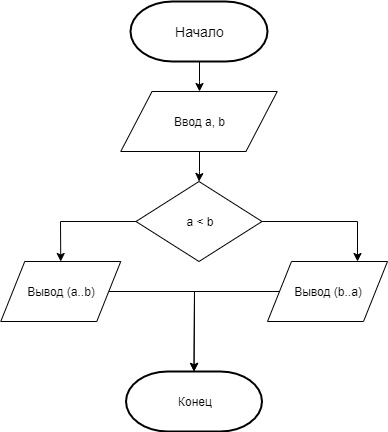 Начало
Ввод a, b
a < b
Вывод (a..b)
Вывод (b..a)
Конец